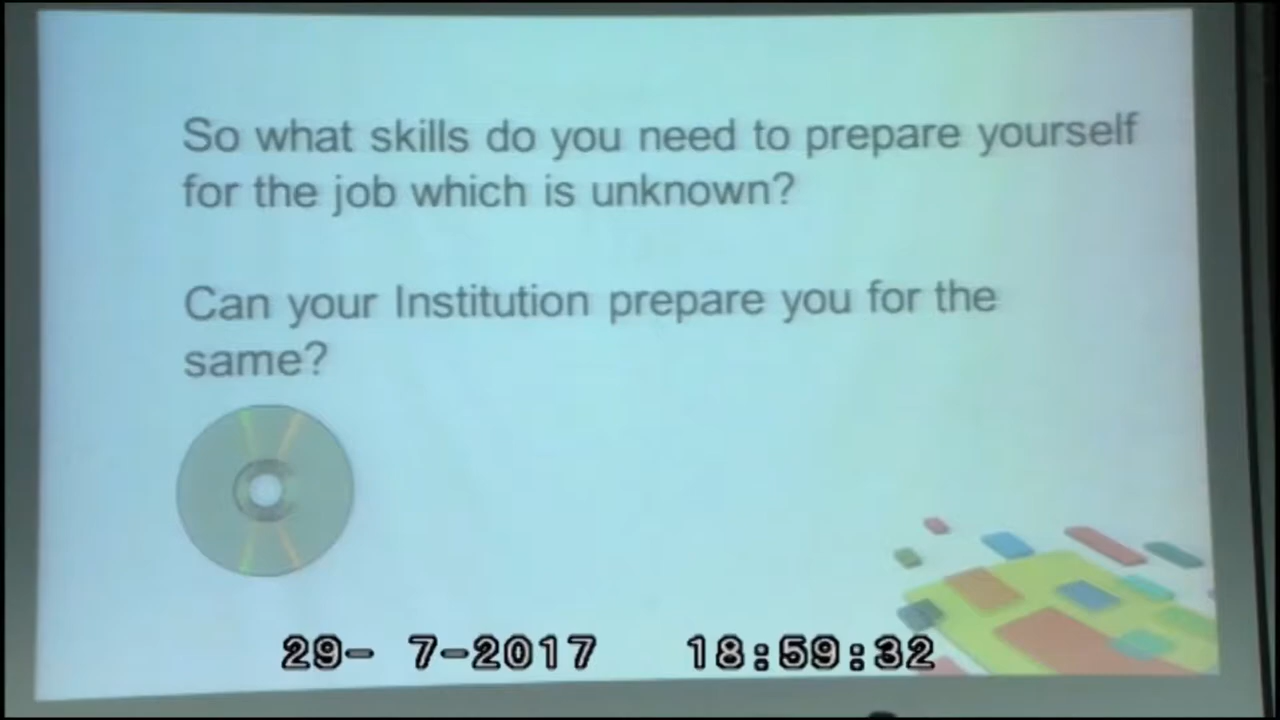 So what skills do you need to prepare yourself
for the job which is unknown?
Can your Institution prepare you for the
same?
29- 7-2017 18:59:32